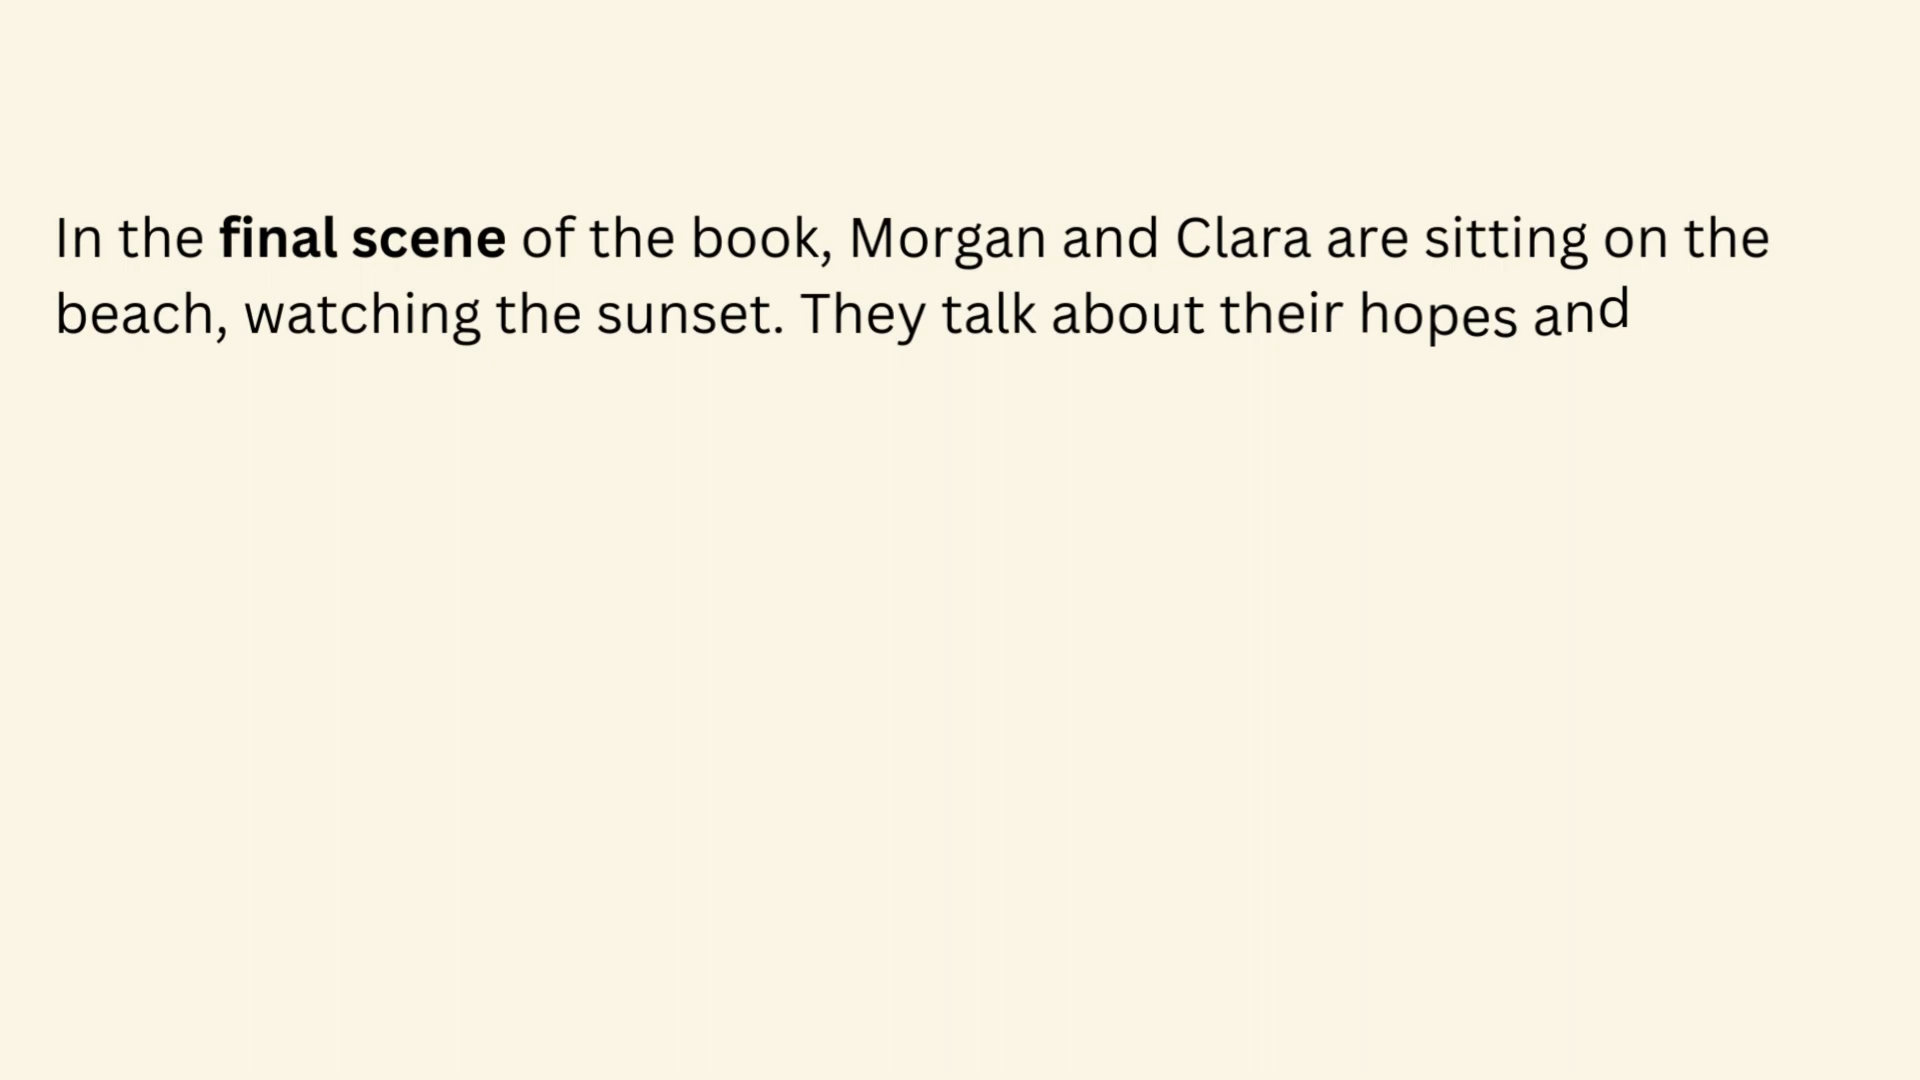 In the final scene of the book, Morgan and Clara are sitting on the
beach, watching the sunset. They talk about their hopes and